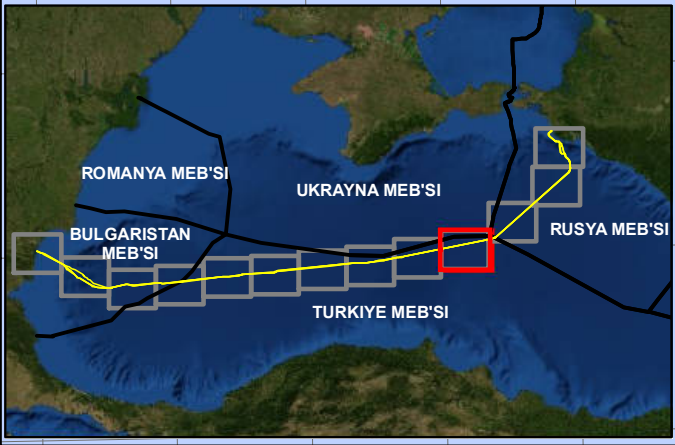 ROMANYA MEB'SI
UKRAYNA MEB'SI
BULGARISTAN
MEB'SI
RUSYA MEB'SI
TURKIYE MEB'SI